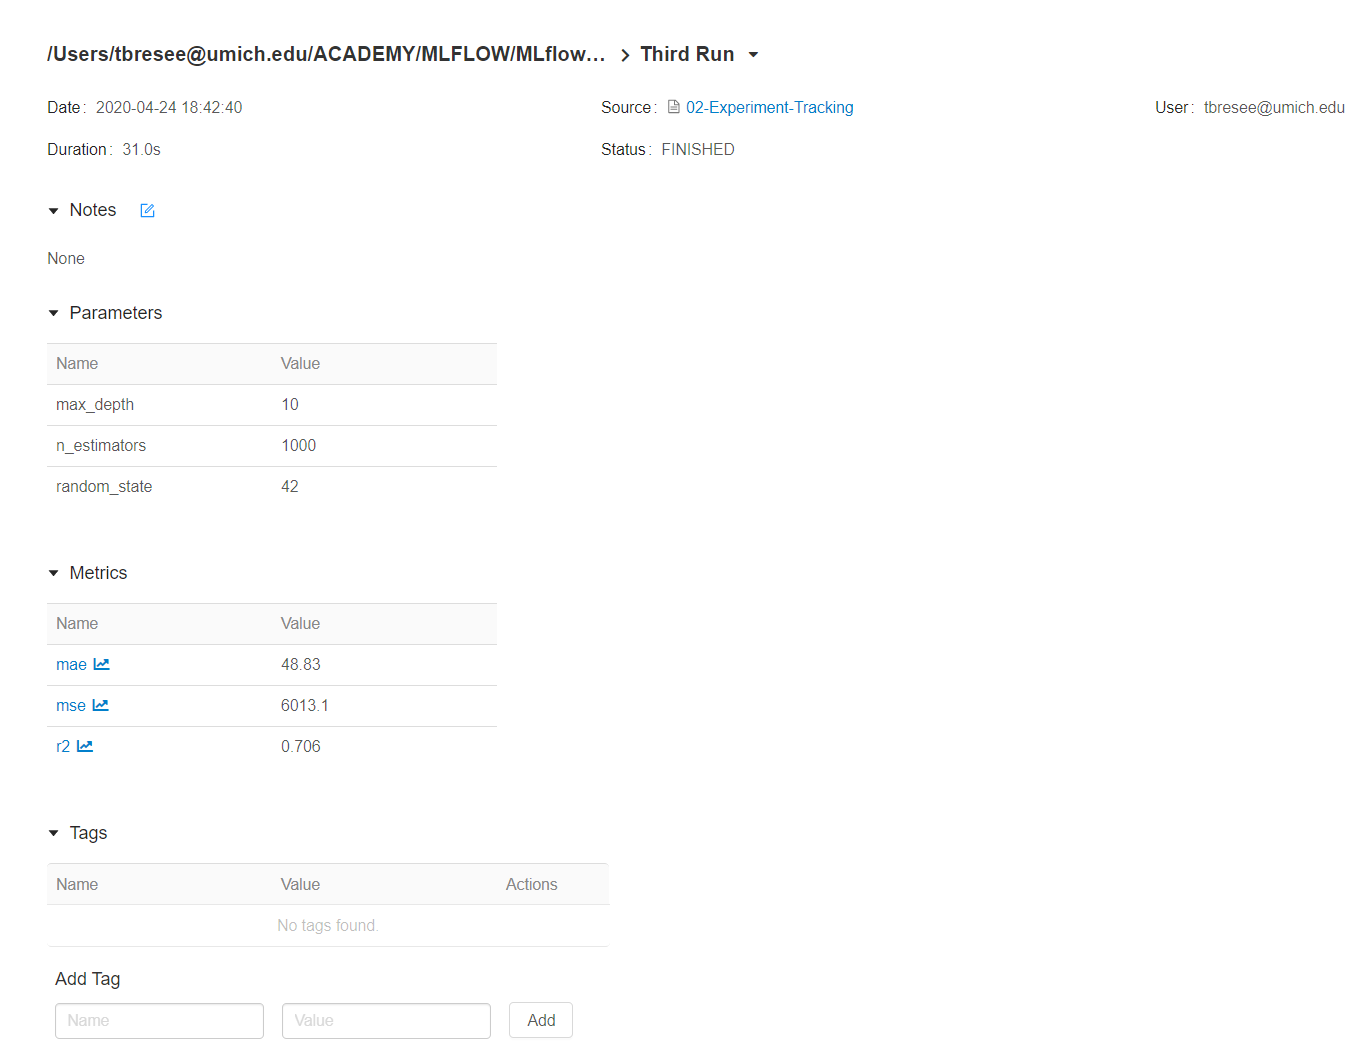 /Users/tbresee@umich.edu/ACADEMY/MLFLOW/MLflow... > Third Run
Date: 2020-04-24 18:42:40 Source: 02-Experiment-Tracking User: tbresee@umich.edu
Duration: 31.0s Status: FINISHED
Notes
None
Parameters
Name Value
max_depth 10
n_estimators 1000
random_state 42
Metrics
Name Value
mae 48.83
mse 6013.1
r2 0.706
Tags
Name Value Actions
No tags found.
Add Tag
Name Value Add